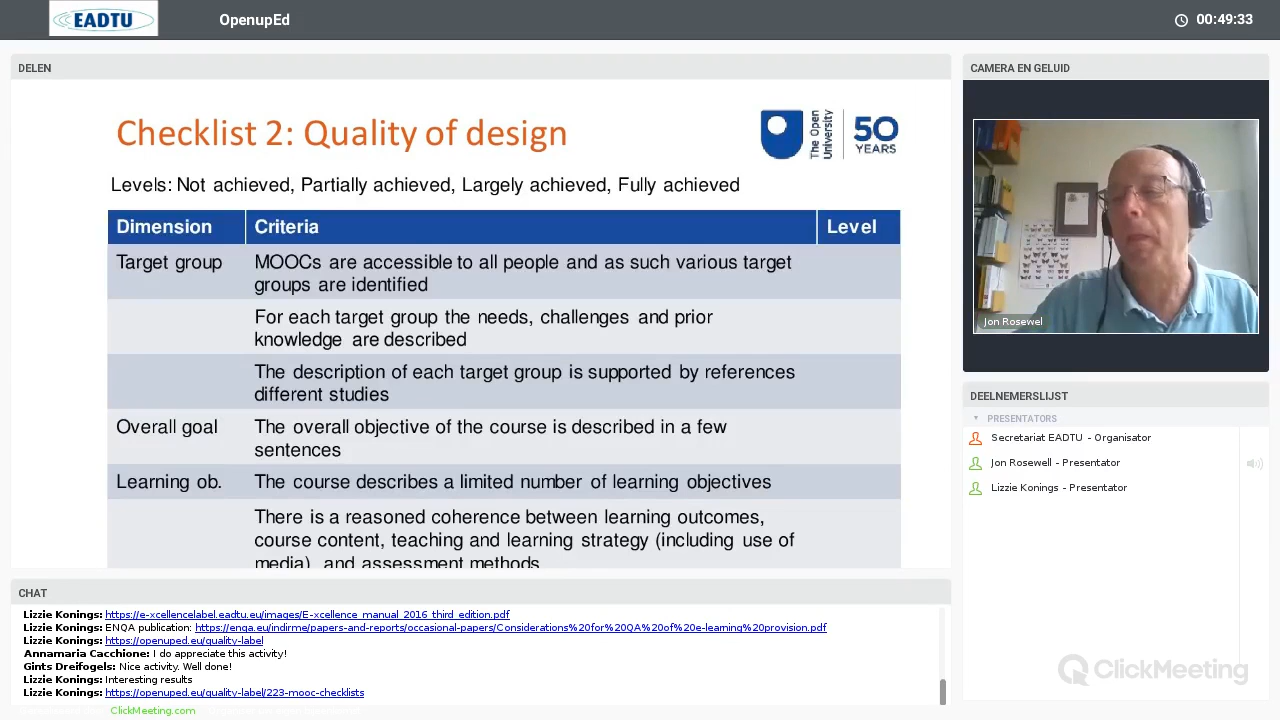 EADTU
OpenupEd
00:49:33
DELEN
Checklist 2: Quality of design
The Open
University
50
YEARS
Levels: Not achieved, Partially achieved, Largely achieved, Fully achieved
Dimension Criteria Level
Target group MOOCs are accessible to all people and as such various target
groups are identified
For each target group the needs, challenges and prior
knowledge are described
The description of each target group is supported by references
different studies
Overall goal The overall objective of the course is described in a few
sentences
Learning ob. The course describes a limited number of learning objectives
There is a reasoned coherence between learning outcomes,
course content, teaching and learning strategy (including use of
media), and assessment methods
CAMERA EN GELUID
Jon Rosewel
DEELNEMERSLIJST
PRESENTATORS
Secretariat EADTU - Organisator
Jon Rosewell - Presentator
Lizzie Konings - Presentator
CHAT
Lizzie Konings: https://e-xcellencelabel.eadtu.eu/images/E-xcellence_manual_2016_third_edition.pdf
Lizzie Konings: ENQA publication: https://enqa.eu/indirme/papers-and-reports/occasional-papers/Considerations%20for%20QA%20of%20e-learning%20provision.pdf
Lizzie Konings: https://openuped.eu/quality-label
Annamaria Cacchione: I do appreciate this activity!
Gints Dreifogels: Nice activity. Well done!
Lizzie Konings: Interesting results
Lizzie Konings: https://openuped.eu/quality-label/223-mooc-checklists
ClickMeeting
ClickMeeting.com